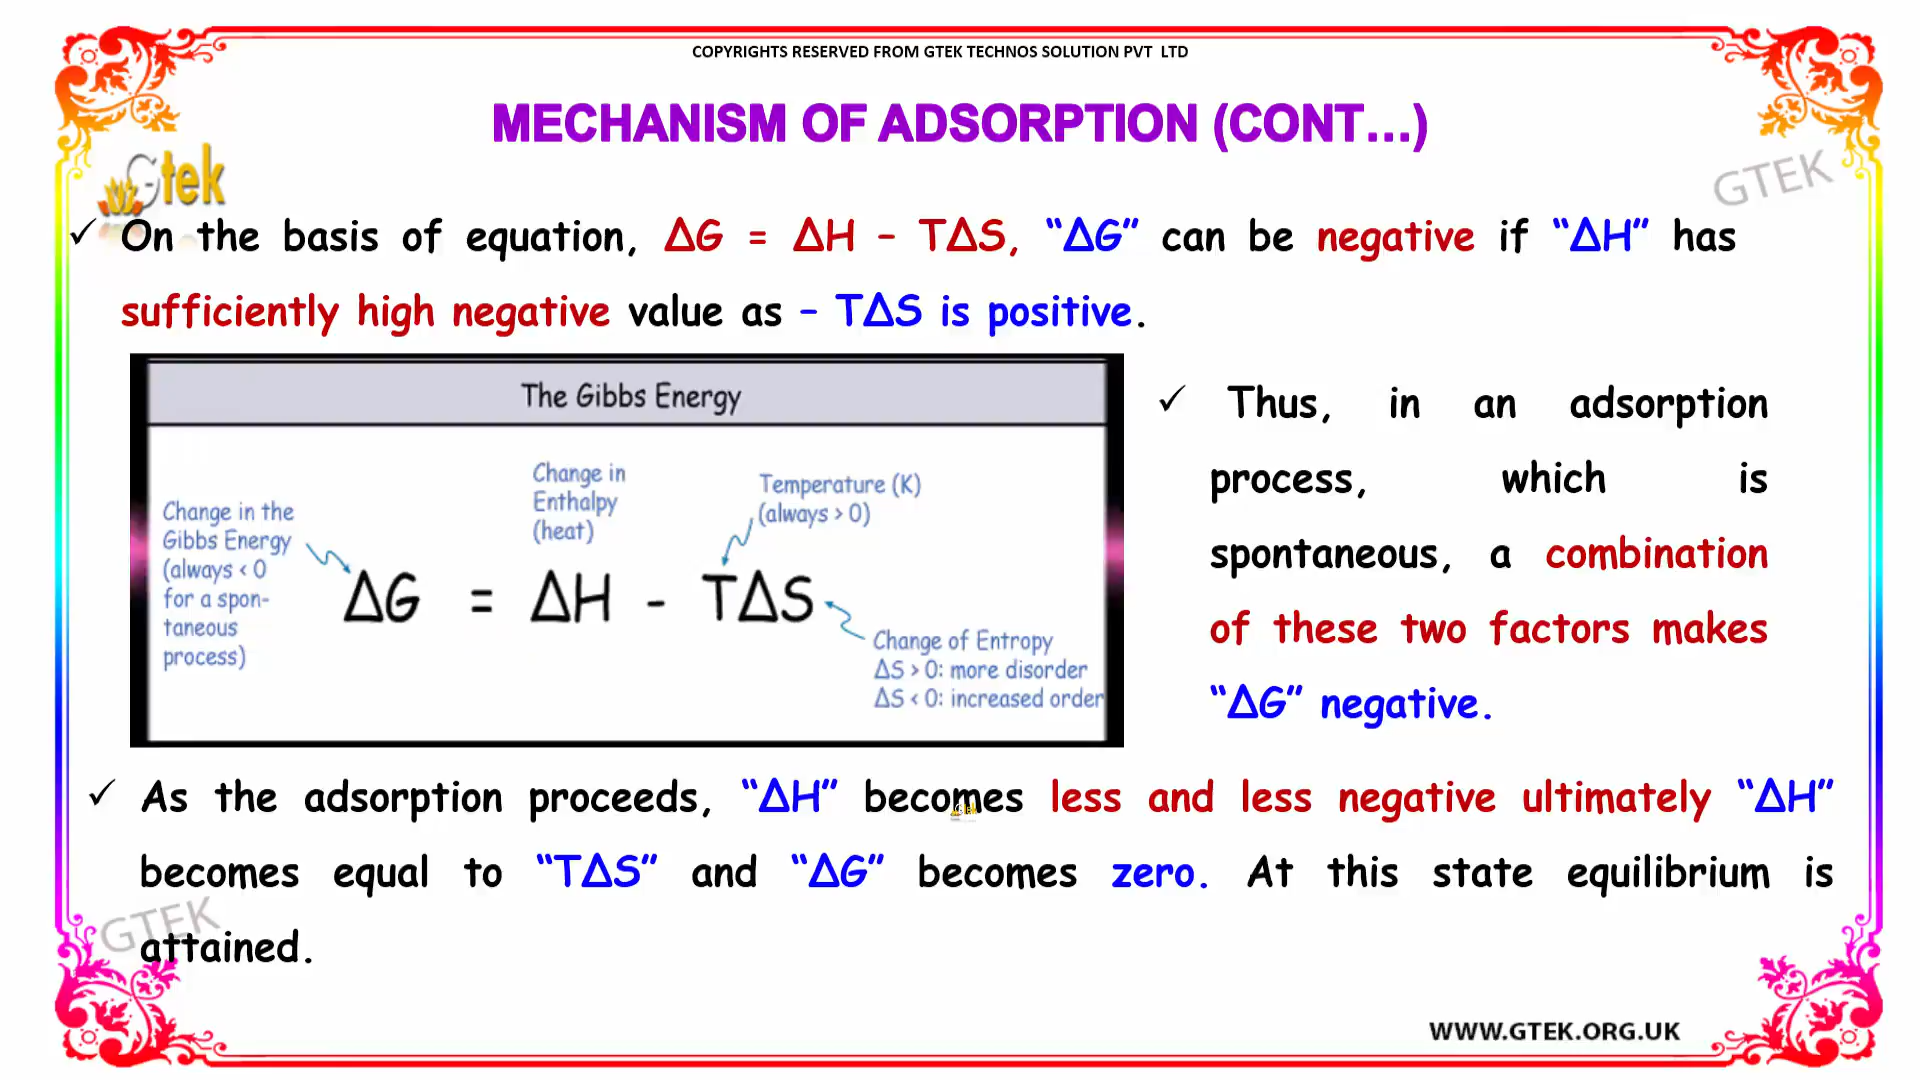 COPYRIGHTS RESERVED FROM GTEK TECHNOS SOLUTION PVT LTD
MECHANISM OF ADSORPTION (CONT...)
Gtek
GTEK
✓ On the basis of equation, ΔG = ΔH – TΔS, “ΔG” can be negative if “ΔH” has
sufficiently high negative value as – TΔS is positive.
The Gibbs Energy
Change in the
Gibbs Energy
(always < 0
for a spon-
taneous
process)
Change in
Enthalpy
(heat)
Temperature (K)
(always > 0)
ΔG = ΔH - TΔS
Change of Entropy
ΔS > 0: more disorder
ΔS < 0: increased order
✓ Thus, in an adsorption
process, which is
spontaneous, a combination
of these two factors makes
“ΔG” negative.
✓ As the adsorption proceeds, “ΔH” becomes less and less negative ultimately “ΔH”
becomes equal to “TΔS” and “ΔG” becomes zero. At this state equilibrium is
attained.
GTEK
Gtek
WWW.GTEK.ORG.UK